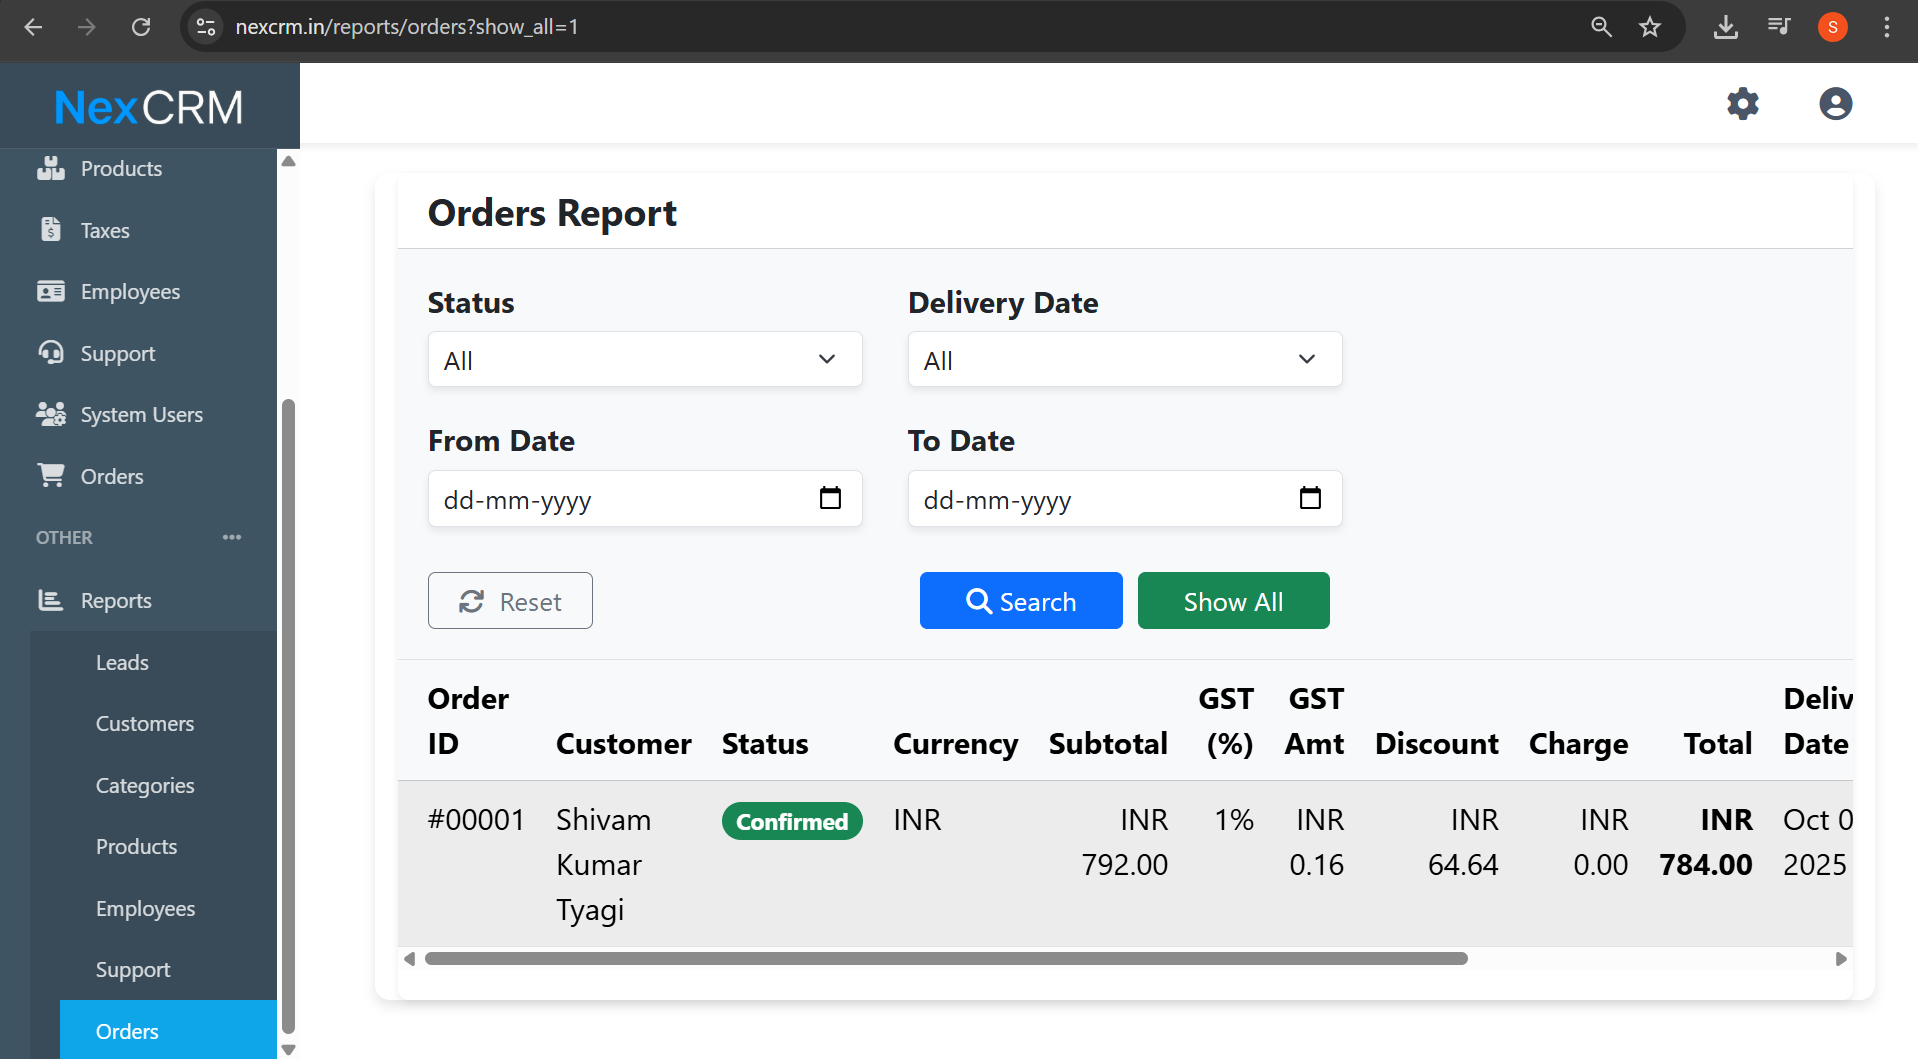 nexcrm.in/reports/orders?show_all=1
S
NexCRM
Products
Taxes
Employees
Support
System Users
Orders
OTHER
Reports
Leads
Customers
Categories
Products
Employees
Support
Orders
Orders Report
Status
Delivery Date
All
All
From Date
To Date
dd-mm-yyyy
dd-mm-yyyy
Reset
Search
Show All
Order ID Customer Status Currency Subtotal GST (%) GST Amt Discount Charge Total Deliv Date
#00001 Shivam Confirmed INR INR 1% INR INR INR INR Oct 0
Kumar 792.00 0.16 64.64 0.00 784.00 2025
Tyagi